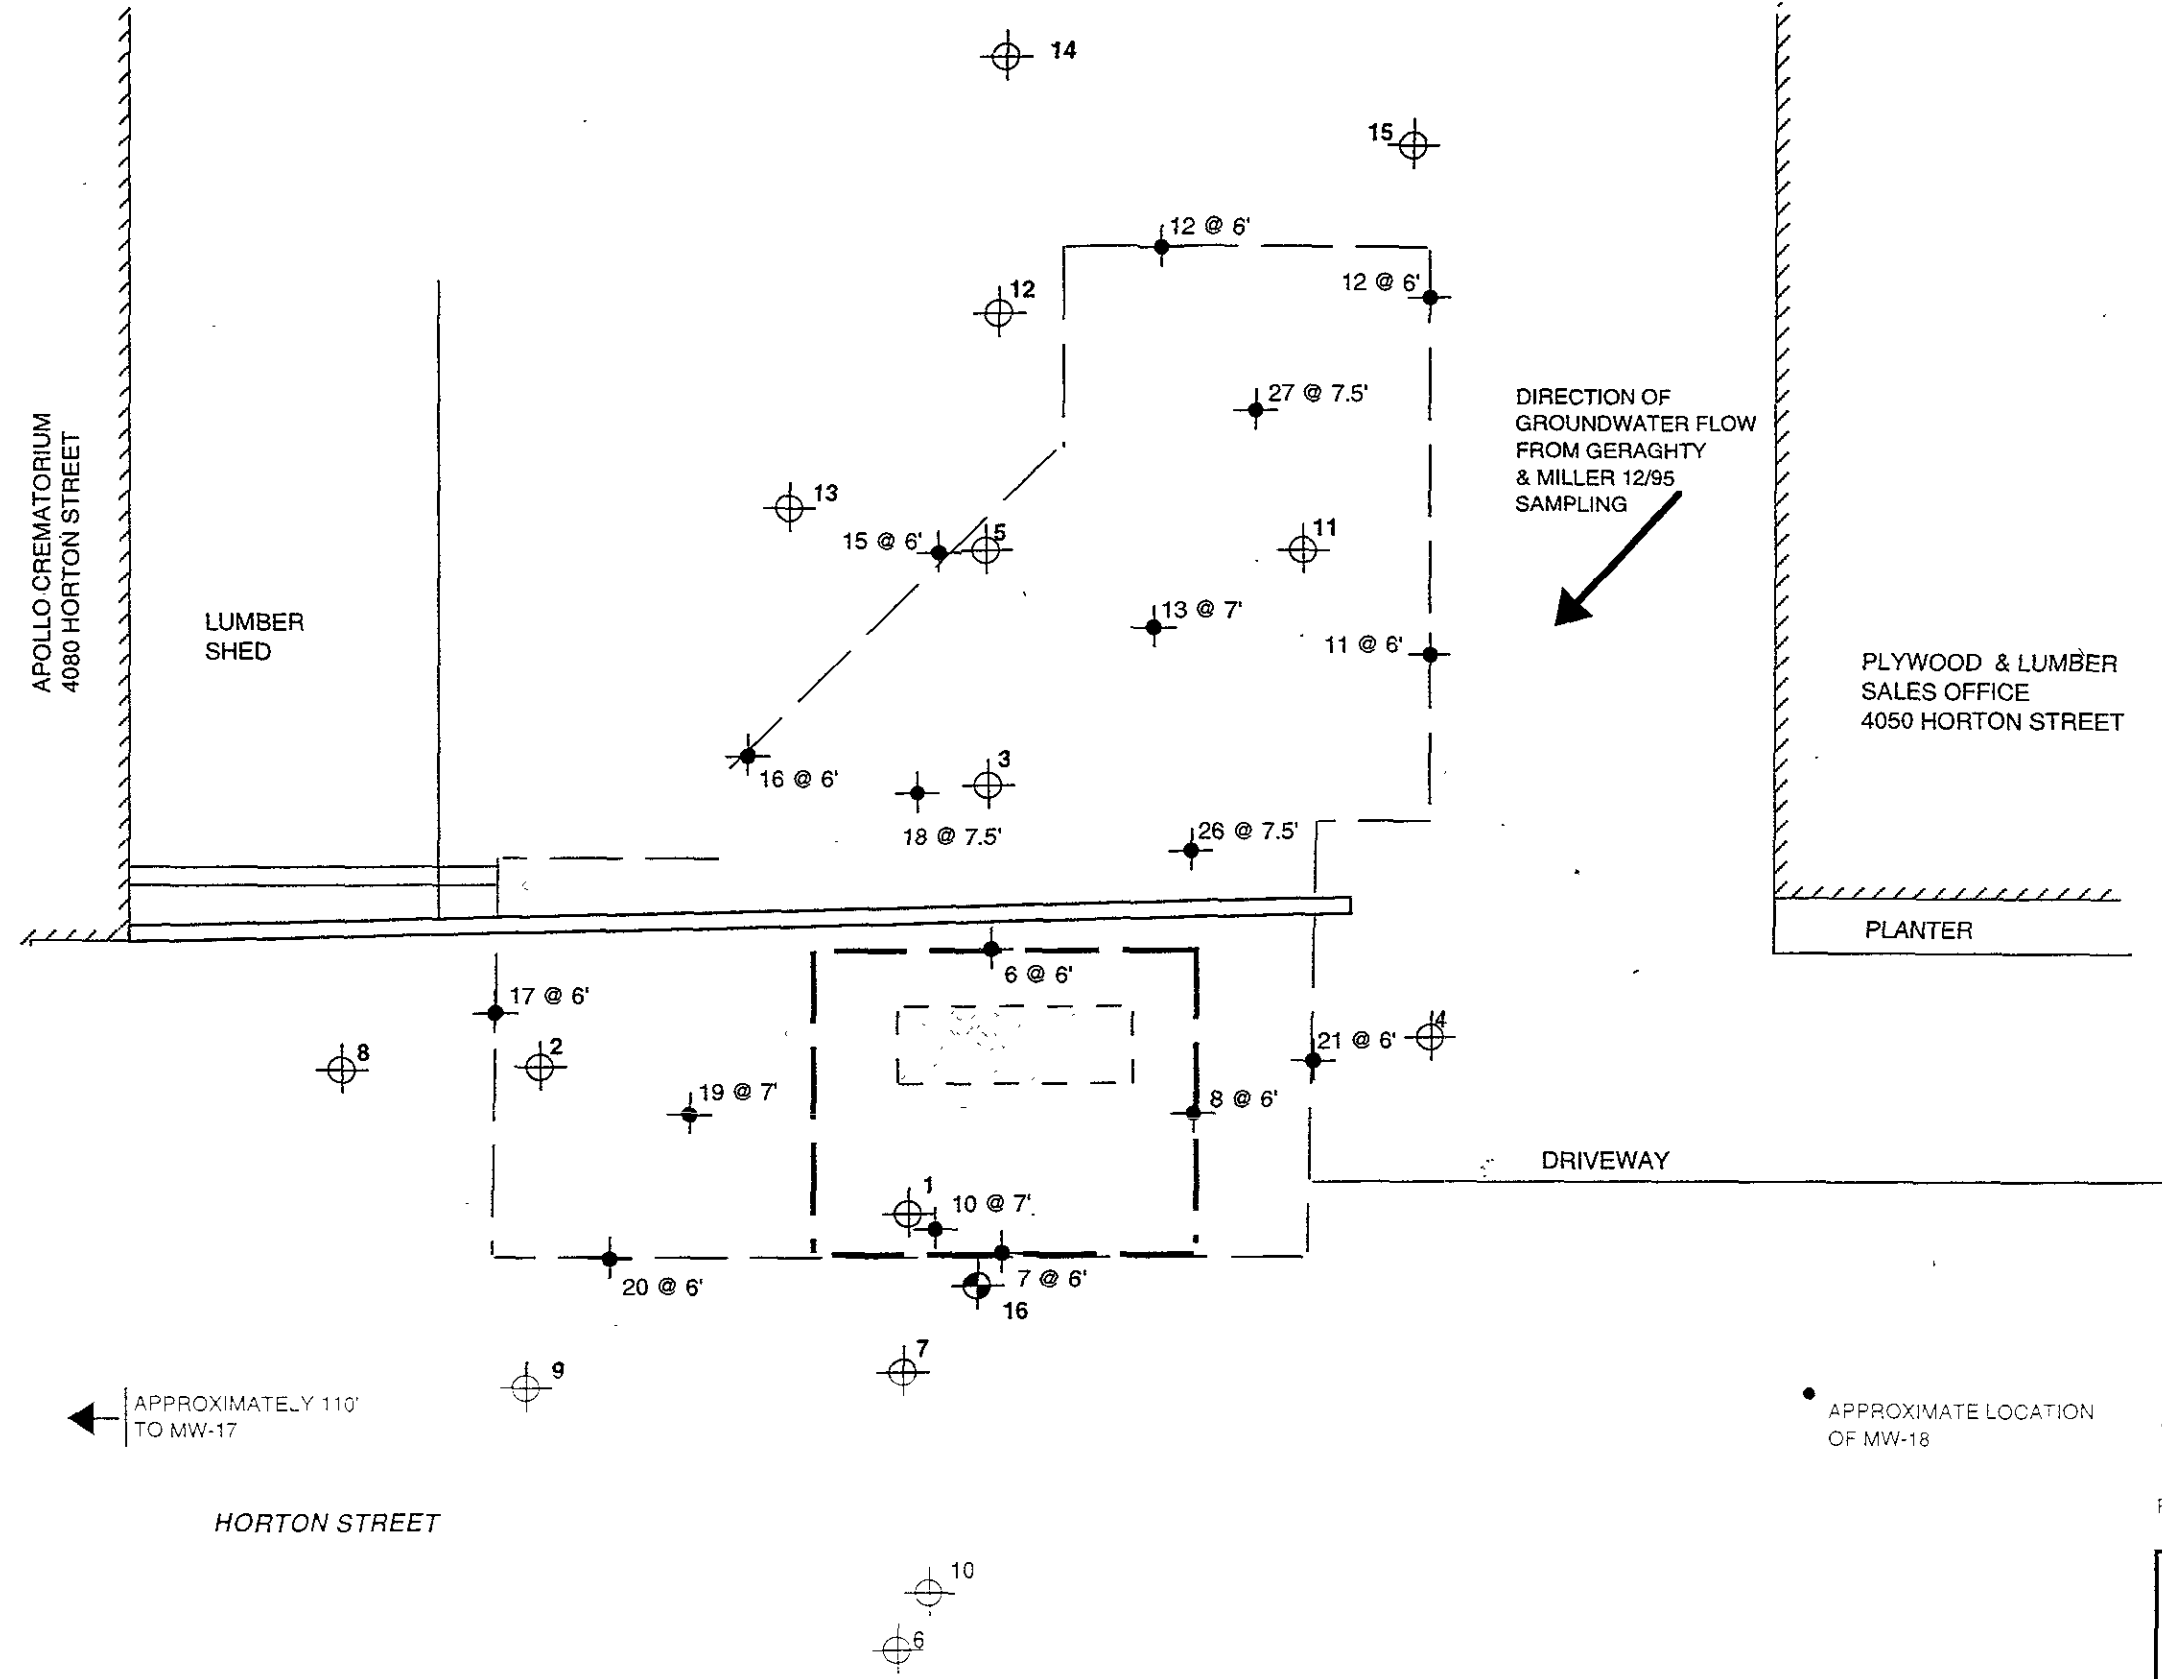 14
15
12 @ 6'
12 @ 6'
12
27 @ 7.5'
DIRECTION OF
GROUNDWATER FLOW
FROM GERAGHTY
& MILLER 12/95
SAMPLING
APOLLO CREMATORIUM
4080 HORTON STREET
13
15 @ 6'
5
11
LUMBER
SHED
13 @ 7'
11 @ 6'
PLYWOOD & LUMBER
SALES OFFICE
4050 HORTON STREET
16 @ 6'
3
18 @ 7.5'
26 @ 7.5'
PLANTER
6 @ 6'
17 @ 6'
8
2
19 @ 7'
21 @ 6'
4
8 @ 6'
DRIVEWAY
1
10 @ 7'
20 @ 6'
7 @ 6'
16
7
9
APPROXIMATELY 110'
TO MW-17
APPROXIMATE LOCATION
OF MW-18
HORTON STREET
10
6